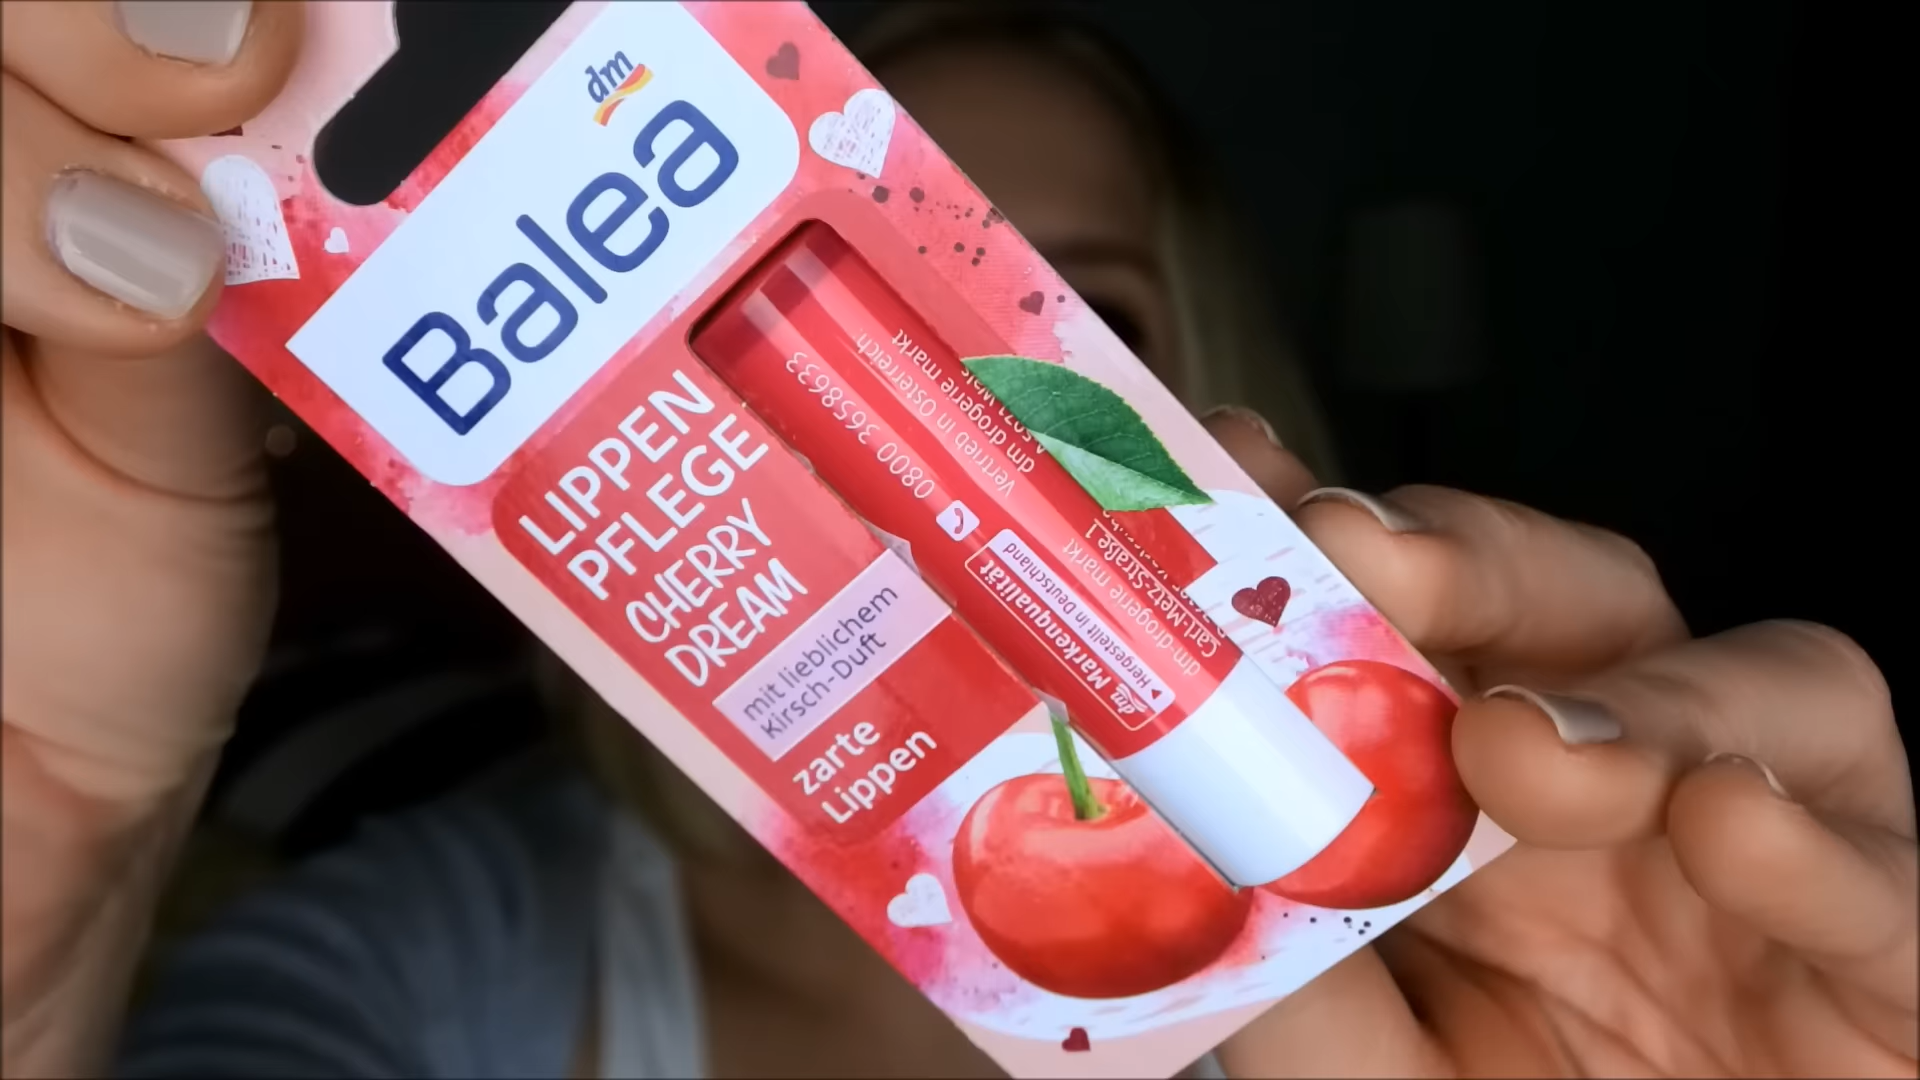 dm
Balea
LIPPEN
PFLEGE
CHERRY
DREAM
mit lieblichem
Kirsch-Duft
zarte
Lippen
0800 3658633
Vertrieb in Österreich:
dm drogerie markt
dm-drogerie markt
Carl-Metz-Straße 1
dm Markenqualität
Hergestellt in Deutschland